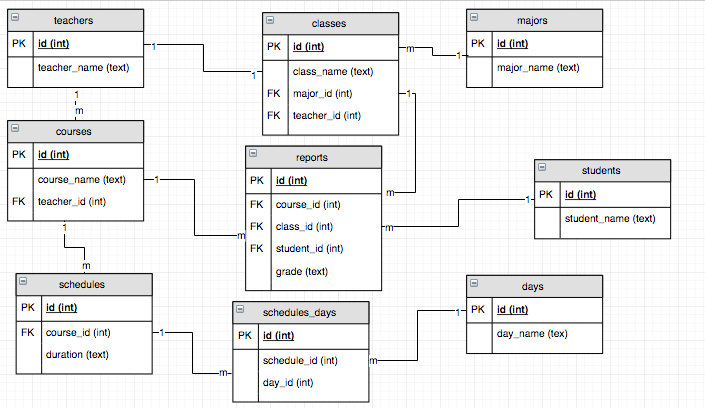 teachers
PK id (int)
teacher_name (text)
1
1
classes
PK id (int)
class_name (text)
FK major_id (int)
FK teacher_id (int)
m
1
majors
PK id (int)
major_name (text)
1
m
1
m
courses
PK id (int)
course_name (text)
FK teacher_id (int)
1
m
reports
PK id (int)
FK course_id (int)
FK class_id (int)
FK student_id (int)
grade (text)
m
1
students
PK id (int)
student_name (text)
1
m
schedules
PK id (int)
FK course_id (int)
duration (text)
1
m
schedules_days
PK id (int)
schedule_id (int)
day_id (int)
m
1
days
PK id (int)
day_name (tex)